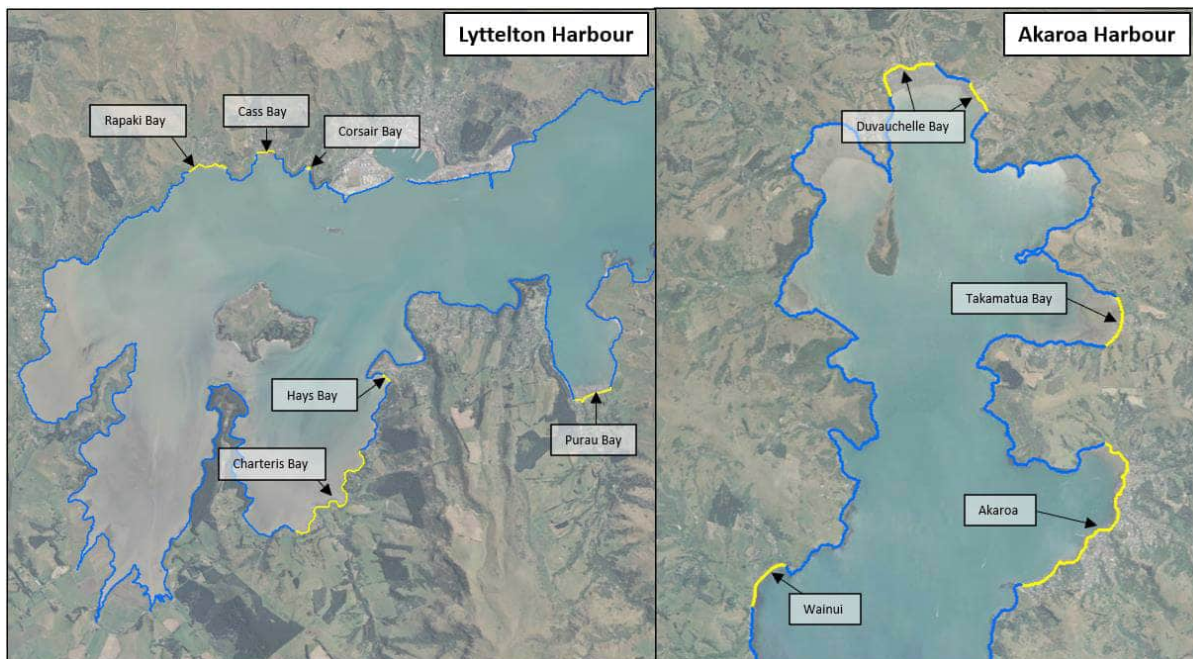 Lyttelton Harbour
Rapaki Bay
Cass Bay
Corsair Bay
Hays Bay
Charteris Bay
Purau Bay
Akaroa Harbour
Duvauchelle Bay
Takamatua Bay
Akaroa
Wainui